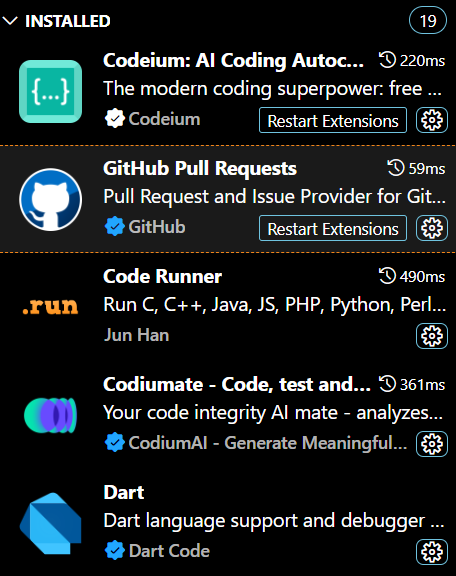 INSTALLED 19
Codeium: AI Coding Autoc... 220ms
The modern coding superpower: free ...
Codeium Restart Extensions
GitHub Pull Requests 59ms
Pull Request and Issue Provider for Git...
GitHub Restart Extensions
Code Runner 490ms
.run
Run C, C++, Java, JS, PHP, Python, Perl...
Jun Han
Codiumate - Code, test and... 361ms
Your code integrity AI mate - analyzes...
CodiumAI - Generate Meaningful...
Dart
Dart language support and debugger ...
Dart Code